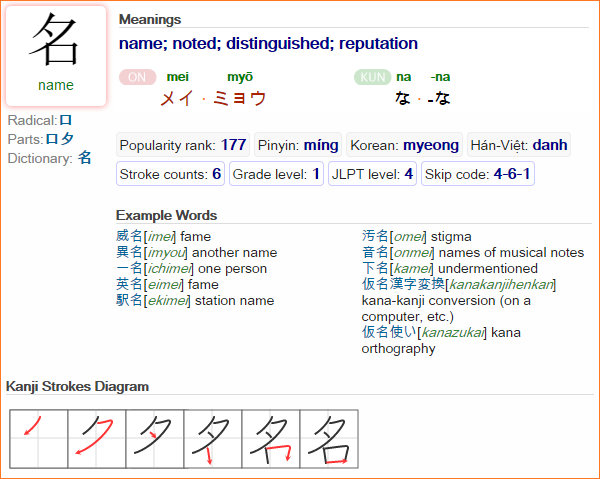 名
name
Radical:口
Parts:口夕
Dictionary: 名
Meanings
name; noted; distinguished; reputation
ON mei myō
メイ · ミョウ
KUN na -na
な · -な
Popularity rank: 177 Pinyin: míng Korean: myeong Hán-Việt: danh
Stroke counts: 6 Grade level: 1 JLPT level: 4 Skip code: 4-6-1
Example Words
威名[imei] fame
異名[imyou] another name
一名[ichimei] one person
英名[eimei] fame
駅名[ekimei] station name
汚名[omei] stigma
音名[onmei] names of musical notes
下名[kamei] undermentioned
仮名漢字変換[kanakanjihenkan]
kana-kanji conversion (on a
computer, etc.)
仮名使い[kanazukai] kana
orthography
Kanji Strokes Diagram